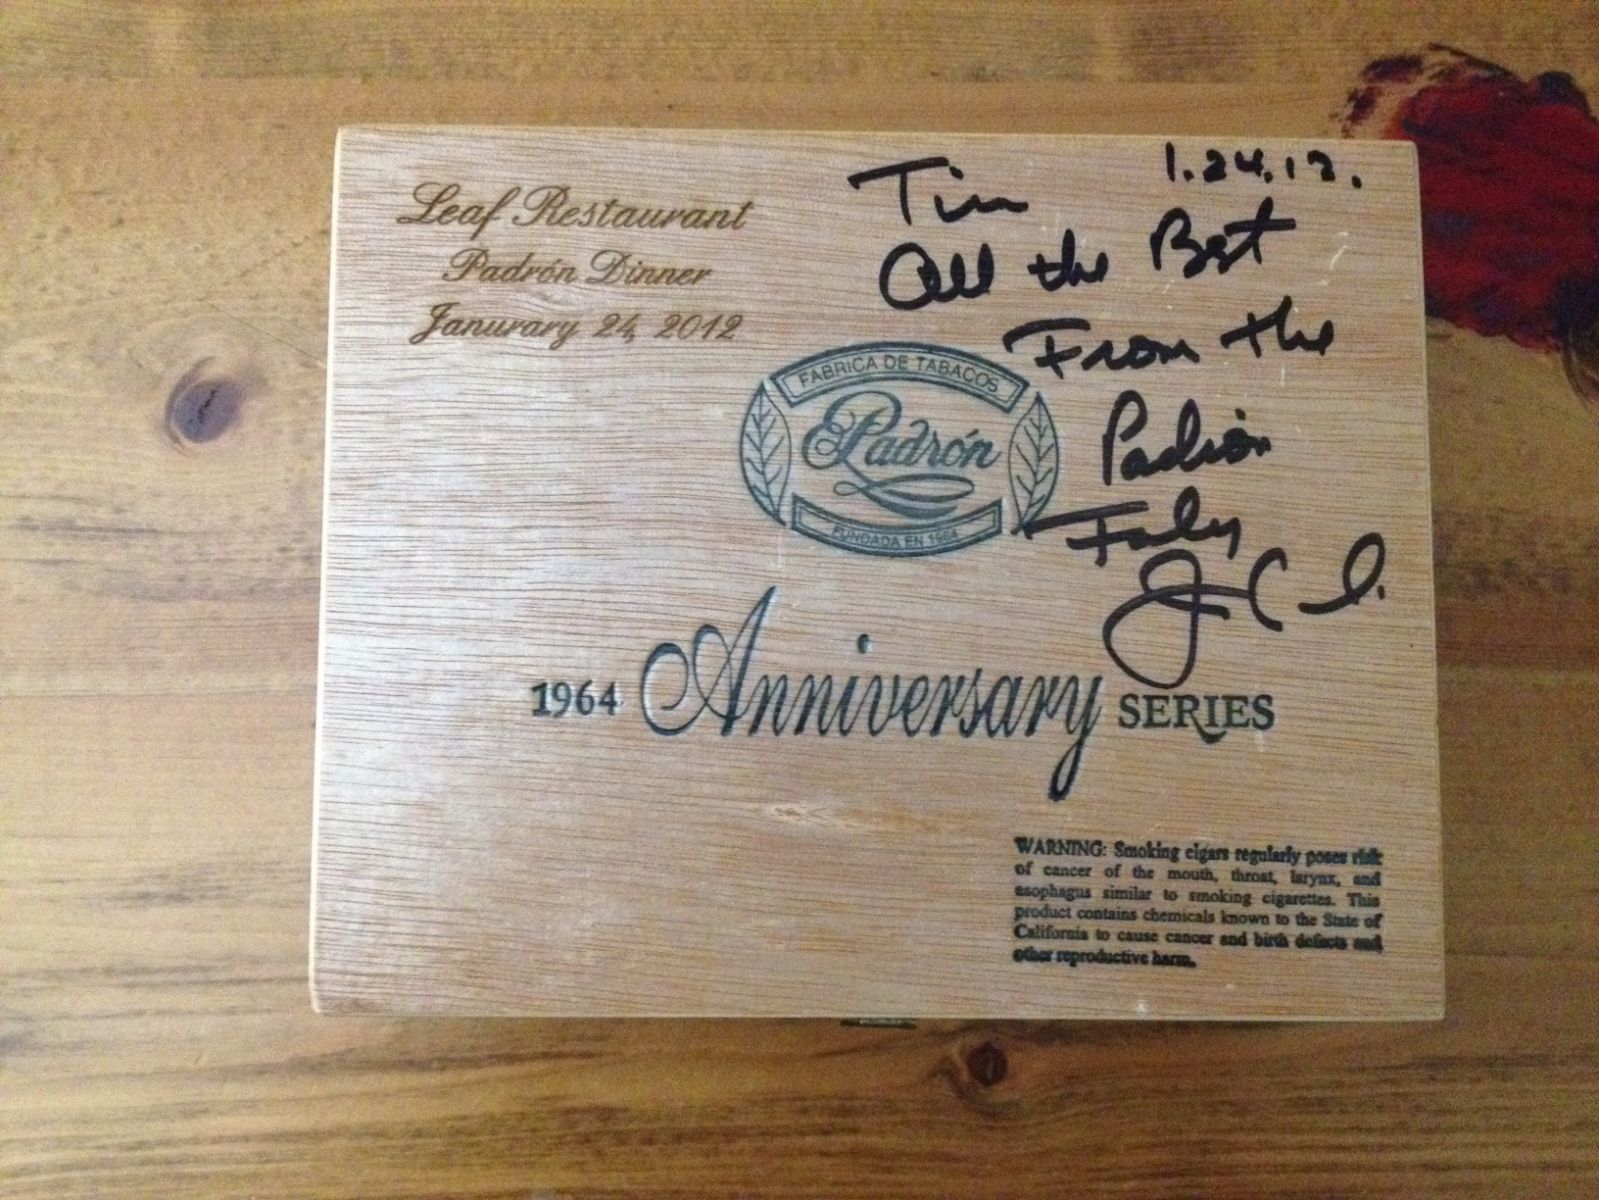 Leaf Restaurant
Padrón Dinner
Janurary 24, 2012
1.24.12.
Tim
All the Best
From the
Padrón
Family
FABRICA DE TABACOS
Padrón
FUNDADA EN 1964
1964 Anniversary SERIES
WARNING: Smoking cigars regularly poses risk
of cancer of the mouth, throat, larynx, and
esophagus similar to smoking cigarettes. This
product contains chemicals known to the State of
California to cause cancer and birth defects and
other reproductive harm.